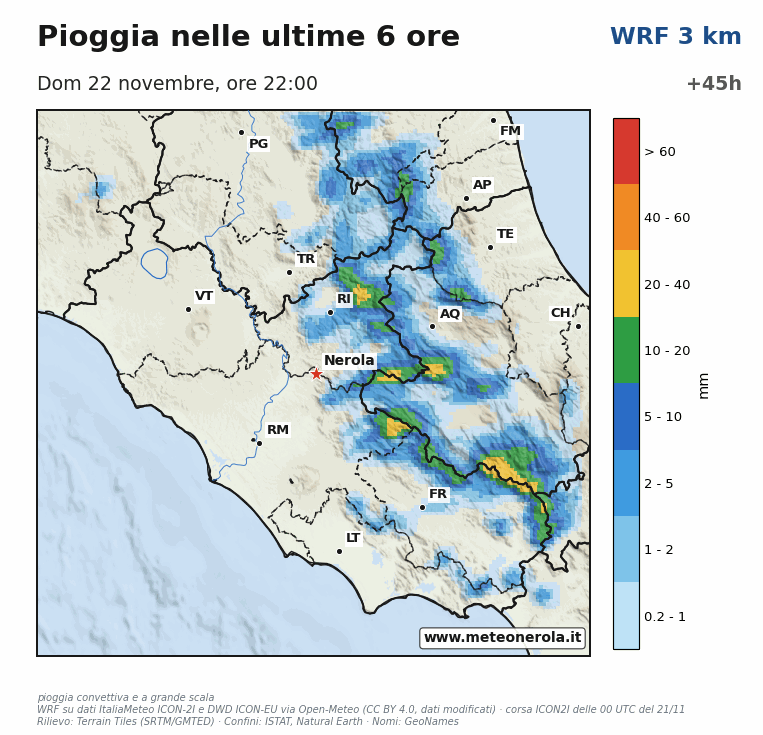 Pioggia nelle ultime 6 ore
WRF 3 km
Dom 22 novembre, ore 22:00
+45h
FM
PG
AP
TE
TR
VT
RI
AQ
CH
Nerola
RM
FR
LT
www.meteonerola.it
> 60
40 - 60
20 - 40
10 - 20
5 - 10
2 - 5
1 - 2
0.2 - 1
mm
pioggia convettiva e a grande scala
WRF su dati ItaliaMeteo ICON-2I e DWD ICON-EU via Open-Meteo (CC BY 4.0, dati modificati) · corsa ICON2I delle 00 UTC del 21/11
Rilievo: Terrain Tiles (SRTM/GMTED) · Confini: ISTAT, Natural Earth · Nomi: GeoNames